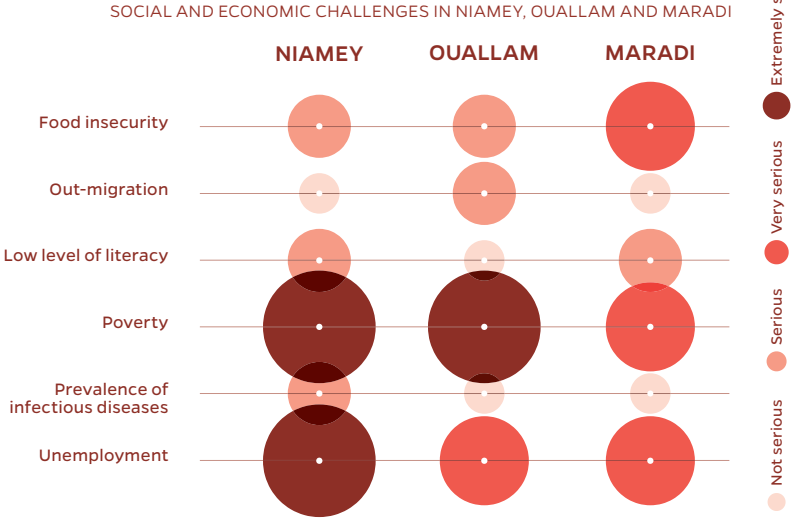 SOCIAL AND ECONOMIC CHALLENGES IN NIAMEY, OUALLAM AND MARADI
NIAMEY OUALLAM MARADI
Food insecurity
Out-migration
Low level of literacy
Poverty
Prevalence of
infectious diseases
Unemployment
Extremely
Very serious
Serious
Not serious